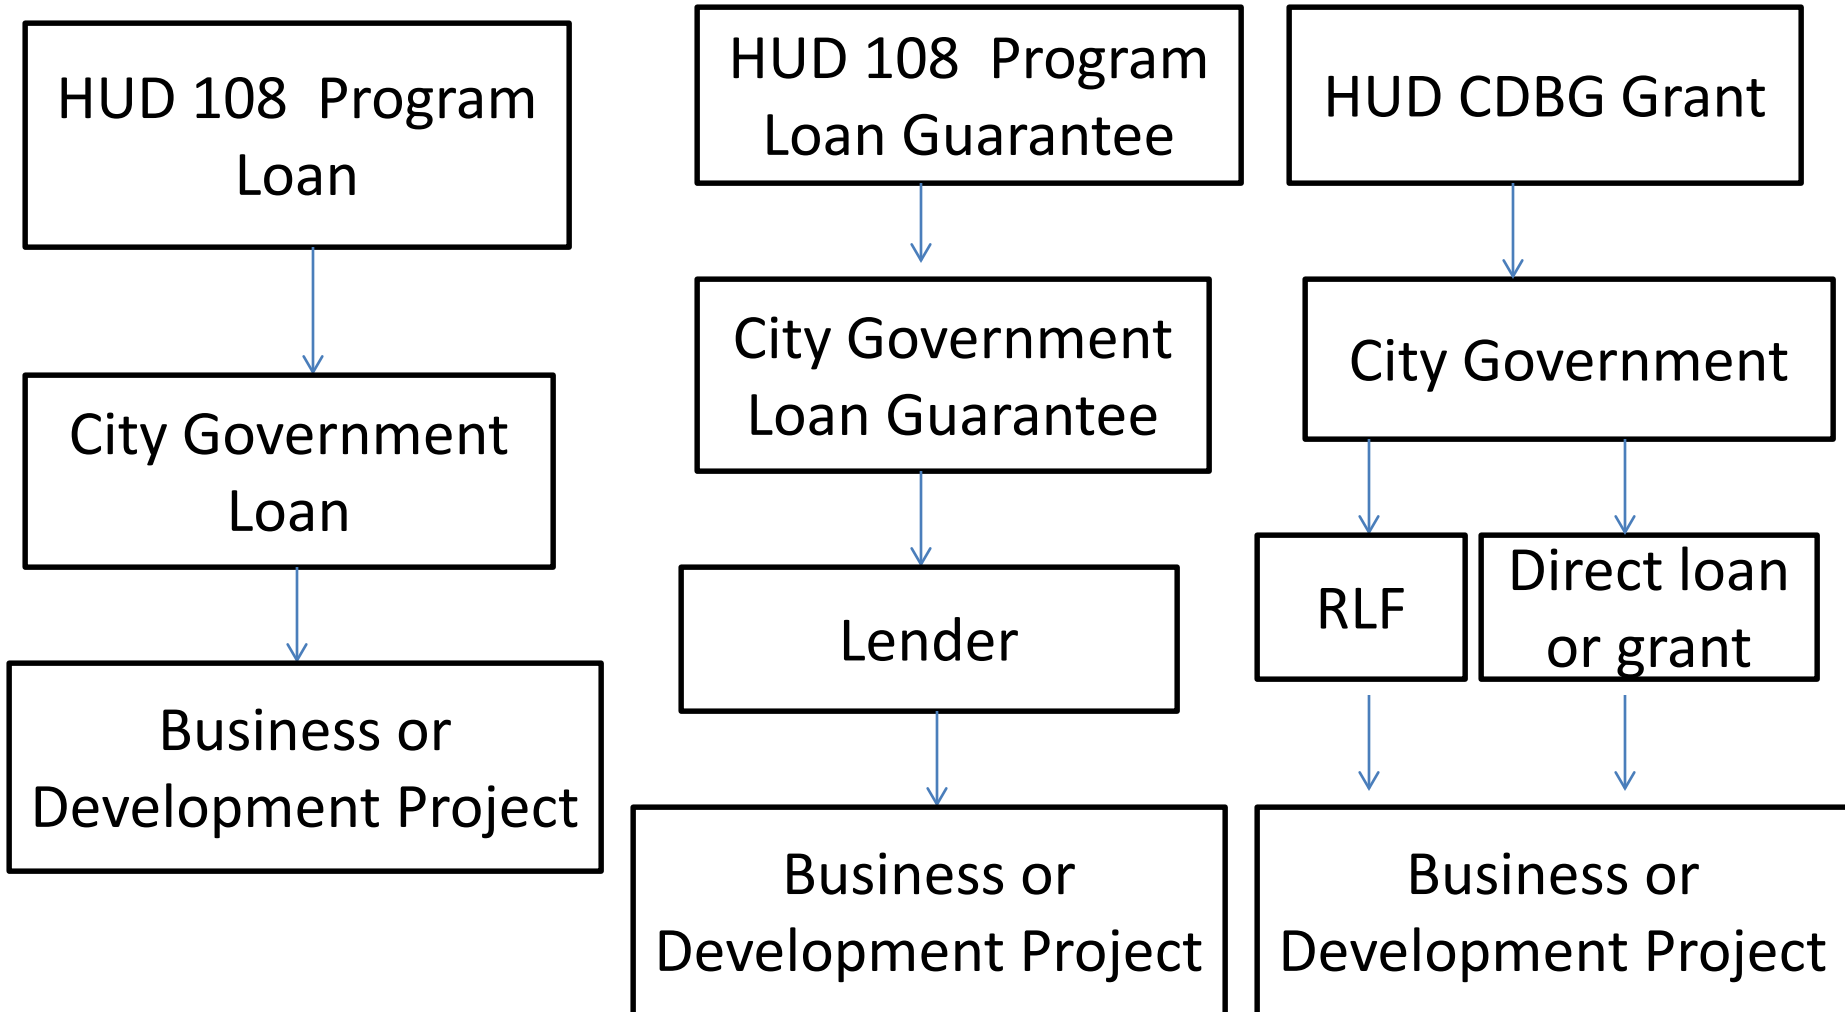 HUD 108  Program
Loan
City Government
Loan
Business or
Development Project
HUD 108  Program
Loan Guarantee
City Government
Loan Guarantee
Lender
Business or
Development Project
HUD CDBG Grant
City Government
RLF
Direct loan
or grant
Business or
Development Project